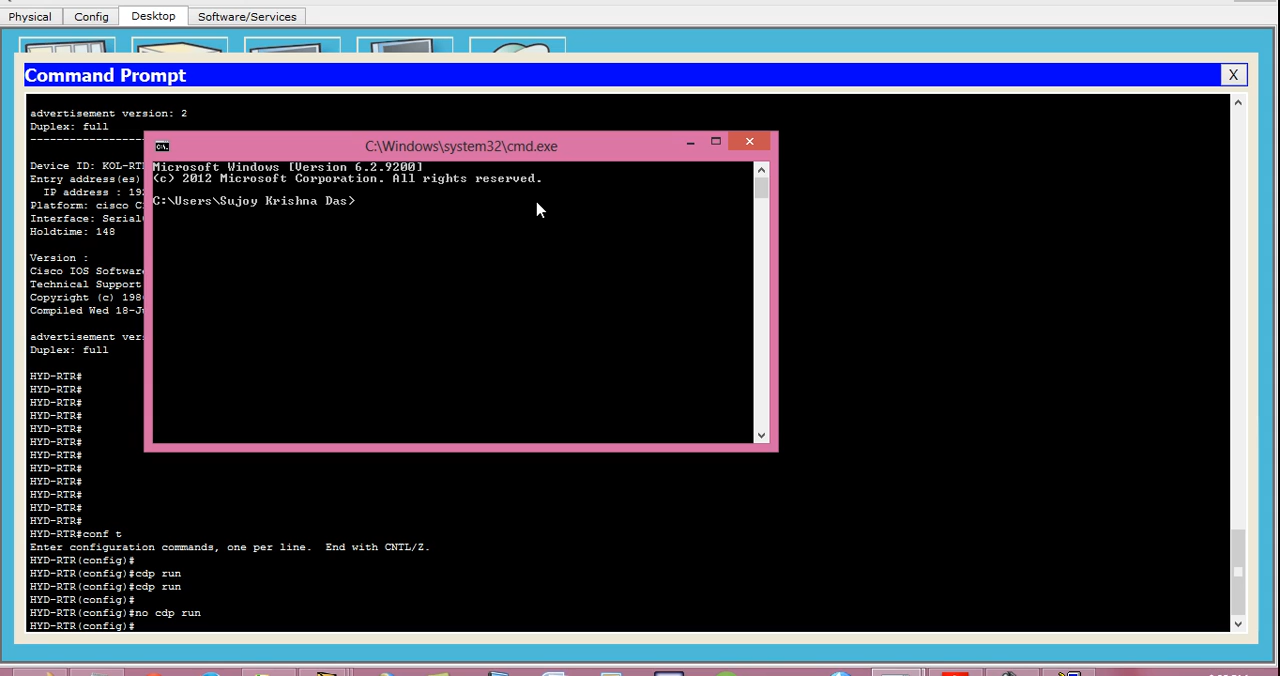 Physical
Config
Desktop
Software/Services
Command Prompt
X
advertisement version: 2
Duplex: full
---------------------
Device ID: KOL-RT
Entry address(es)
IP address : 19
Platform: cisco C
Interface: Serial
Holdtime: 148
Version :
Cisco IOS Softwar
Technical Support
Copyright (c) 198
Compiled Wed 18-J
advertisement ver
Duplex: full
HYD-RTR#
HYD-RTR#
HYD-RTR#
HYD-RTR#
HYD-RTR#
HYD-RTR#
HYD-RTR#
HYD-RTR#
HYD-RTR#
HYD-RTR#
HYD-RTR#
HYD-RTR#
HYD-RTR#conf t
Enter configuration commands, one per line.  End with CNTL/Z.
HYD-RTR(config)#
HYD-RTR(config)#cdp run
HYD-RTR(config)#cdp run
HYD-RTR(config)#
HYD-RTR(config)#no cdp run
HYD-RTR(config)#
C:\Windows\system32\cmd.exe
Microsoft Windows [Version 6.2.9200]
(c) 2012 Microsoft Corporation. All rights reserved.
C:\Users\Sujoy Krishna Das>